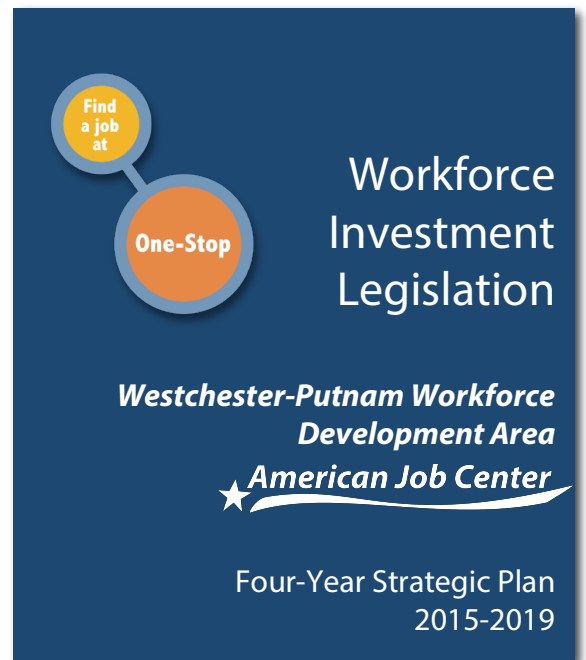 Find
a job
at
One-Stop
Workforce
Investment
Legislation
Westchester-Putnam Workforce
Development Area
American Job Center
Four-Year Strategic Plan
2015-2019